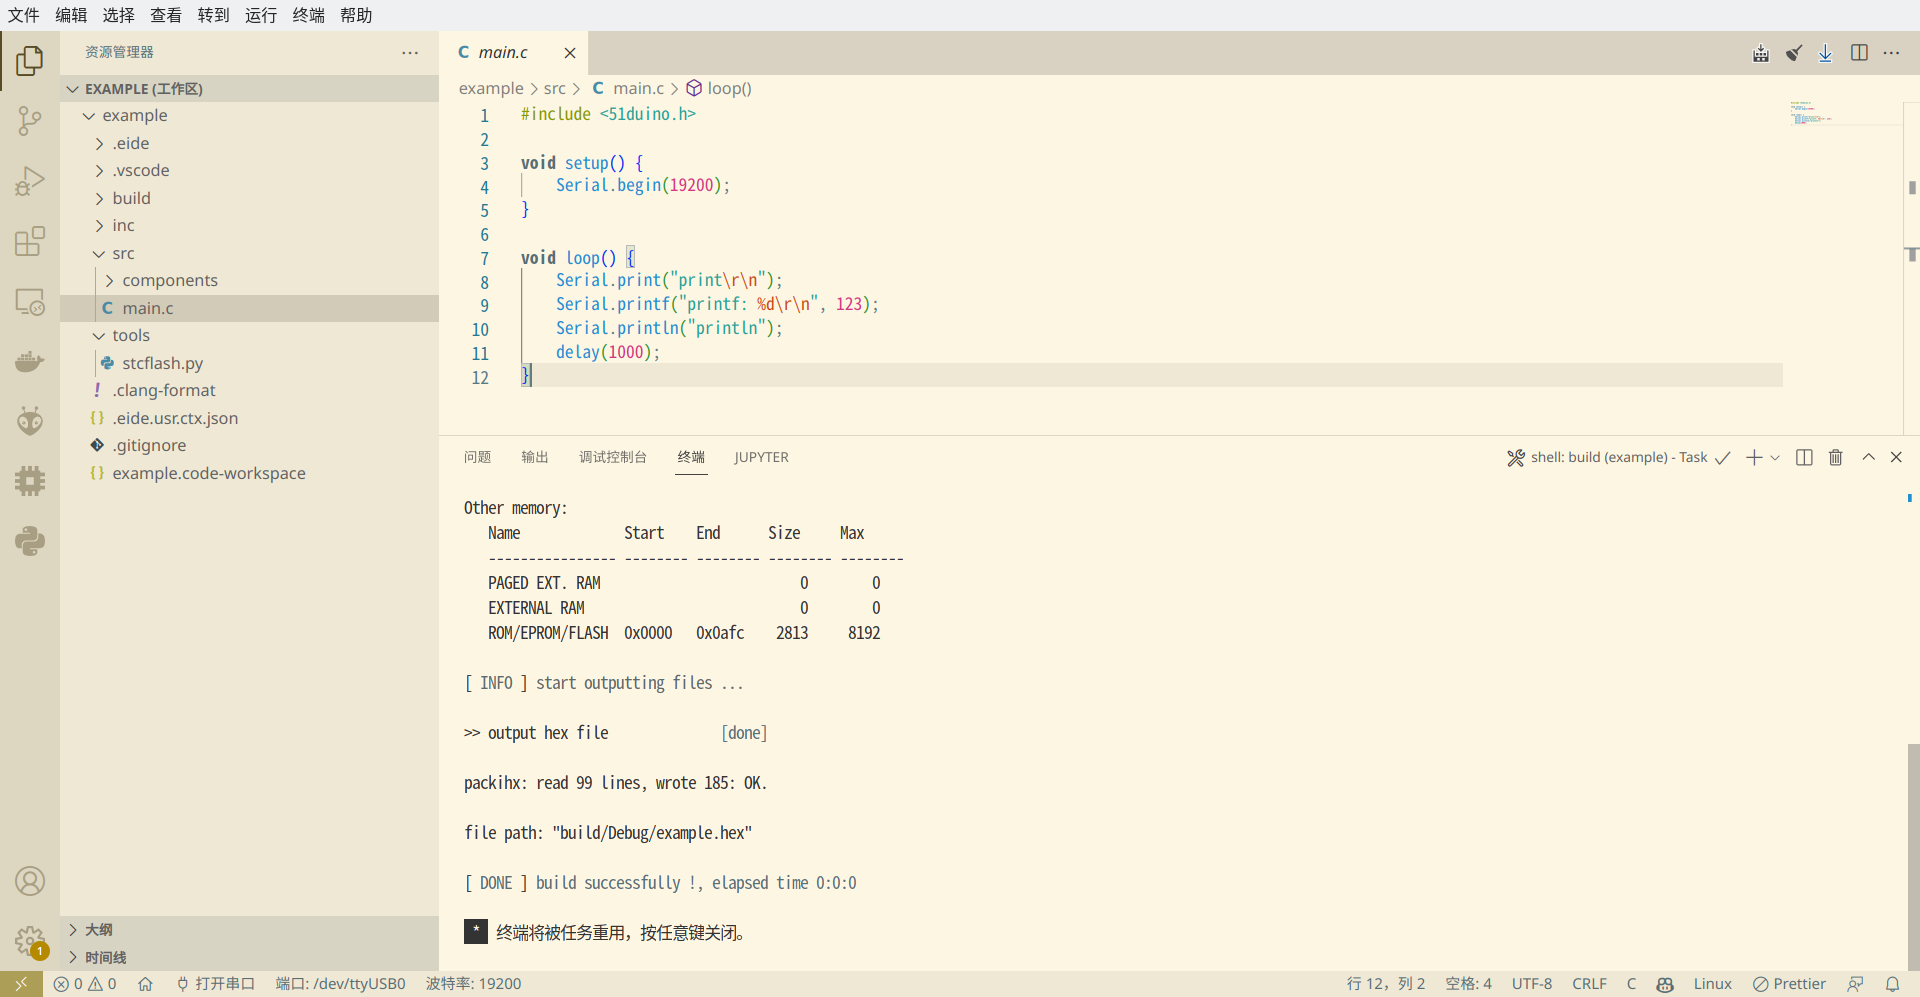 文件 编辑 选择 查看 转到 运行 终端 帮助
资源管理器
EXAMPLE (工作区)
example
.eide
.vscode
build
inc
src
components
C main.c
tools
stcflash.py
! .clang-format
{} .eide.usr.ctx.json
.gitignore
{} example.code-workspace
大纲
时间线
1
C main.c
example > src > C main.c > loop()
1 #include <51duino.h>
2
3 void setup() {
4     Serial.begin(19200);
5 }
6
7 void loop() {
8     Serial.print("print\r\n");
9     Serial.printf("printf: %d\r\n", 123);
10     Serial.println("println");
11     delay(1000);
12 }
问题 输出 调试控制台 终端 JUPYTER
shell: build (example) - Task
Other memory:
   Name             Start    End      Size     Max
   ---------------- -------- -------- -------- --------
   PAGED EXT. RAM                         0        0
   EXTERNAL RAM                           0        0
   ROM/EPROM/FLASH  0x0000   0x0afc    2813     8192
[ INFO ] start outputting files ...
>> output hex file              [done]
packihx: read 99 lines, wrote 185: OK.
file path: "build/Debug/example.hex"
[ DONE ] build successfully !, elapsed time 0:0:0
* 终端将被任务重用，按任意键关闭。
0 0 打开串口 端口: /dev/ttyUSB0 波特率: 19200 行 12，列 2 空格: 4 UTF-8 CRLF C Linux Prettier